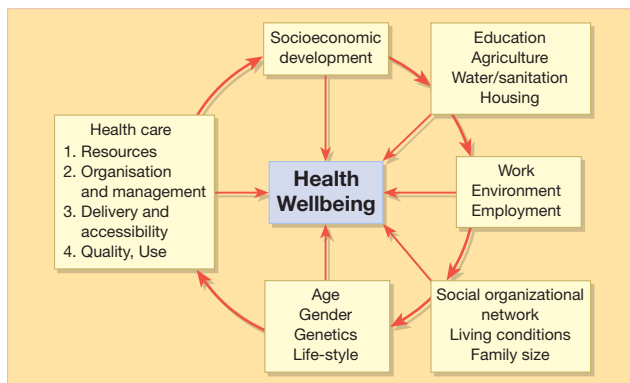 Socioeconomic
development
Education
Agriculture
Water/sanitation
Housing
Health care
1. Resources
2. Organisation
and management
3. Delivery and
accessibility
4. Quality, Use
Health
Wellbeing
Work
Environment
Employment
Age
Gender
Genetics
Life-style
Social organizational
network
Living conditions
Family size